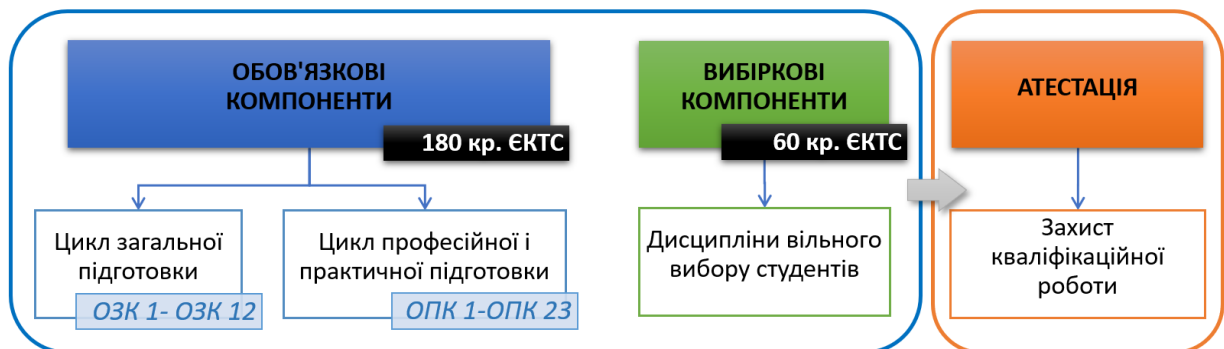 ОБОВ'ЯЗКОВІ
КОМПОНЕНТИ
180 кр. ЄКТС
Цикл загальної
підготовки
ОЗК 1- ОЗК 12
Цикл професійної і
практичної підготовки
ОПК 1-ОПК 23
ВИБІРКОВІ
КОМПОНЕНТИ
60 кр. ЄКТС
Дисципліни вільного
вибору студентів
АТЕСТАЦІЯ
Захист
кваліфікаційної
роботи